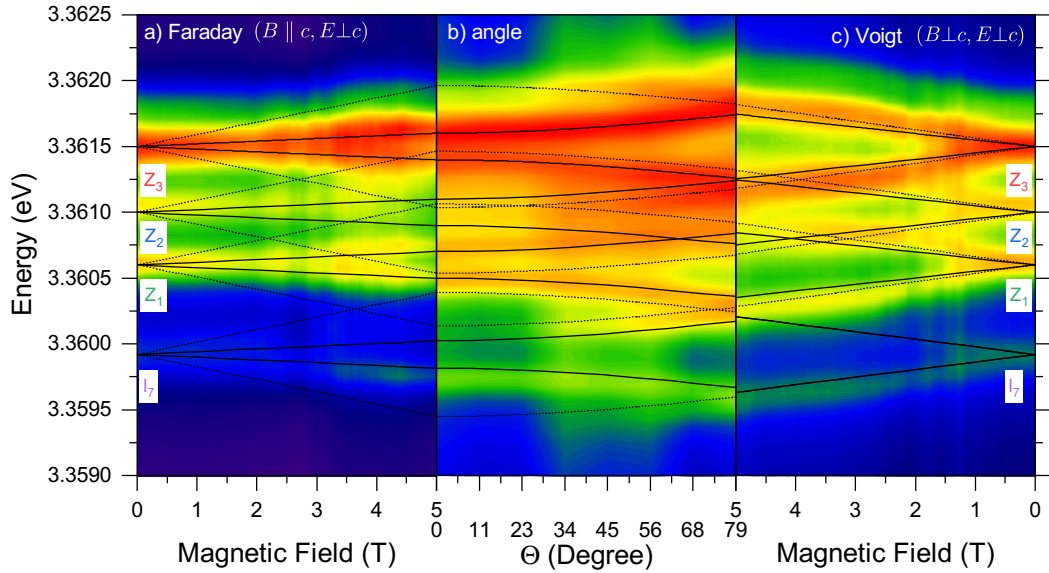 a) Faraday (B ∥ c, E⊥c)
b) angle
c) Voigt (B⊥c, E⊥c)
Energy (eV)
3.3625
3.3620
3.3615
3.3610
3.3605
3.3600
3.3595
3.3590
Z₃
Z₂
Z₁
I₇
Z₃
Z₂
Z₁
I₇
0 1 2 3 4 5
0 11 23 34 45 56 68 79
5 4 3 2 1 0
Magnetic Field (T)
Θ (Degree)
Magnetic Field (T)